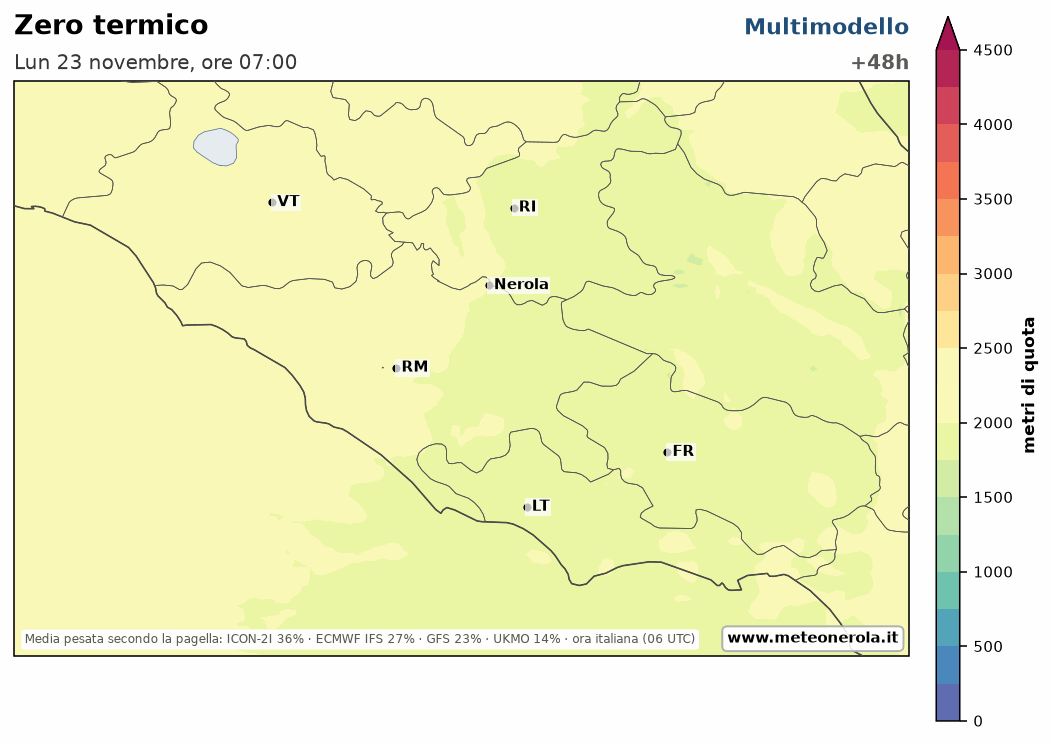 Zero termico
Multimodello
Lun 23 novembre, ore 07:00
+48h
VT
RI
Nerola
RM
FR
LT
Media pesata secondo la pagella: ICON-2I 36% · ECMWF IFS 27% · GFS 23% · UKMO 14% · ora italiana (06 UTC)
www.meteonerola.it
4500
4000
3500
3000
2500
2000
1500
1000
500
0
metri di quota